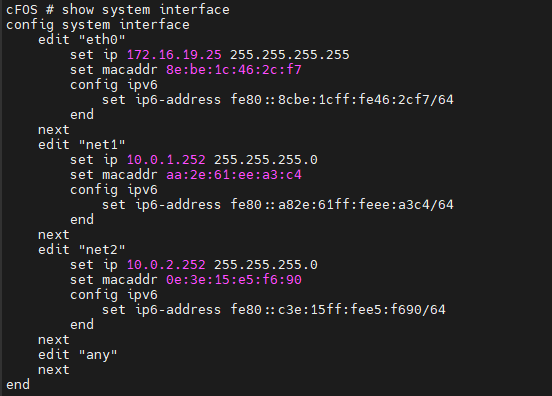 cFOS # show system interface
config system interface
    edit "eth0"
        set ip 172.16.19.25 255.255.255.255
        set macaddr 8e:be:1c:46:2c:f7
        config ipv6
            set ip6-address fe80::8cbe:1cff:fe46:2cf7/64
        end
    next
    edit "net1"
        set ip 10.0.1.252 255.255.255.0
        set macaddr aa:2e:61:ee:a3:c4
        config ipv6
            set ip6-address fe80::a82e:61ff:feee:a3c4/64
        end
    next
    edit "net2"
        set ip 10.0.2.252 255.255.255.0
        set macaddr 0e:3e:15:e5:f6:90
        config ipv6
            set ip6-address fe80::c3e:15ff:fee5:f690/64
        end
    next
    edit "any"
    next
end